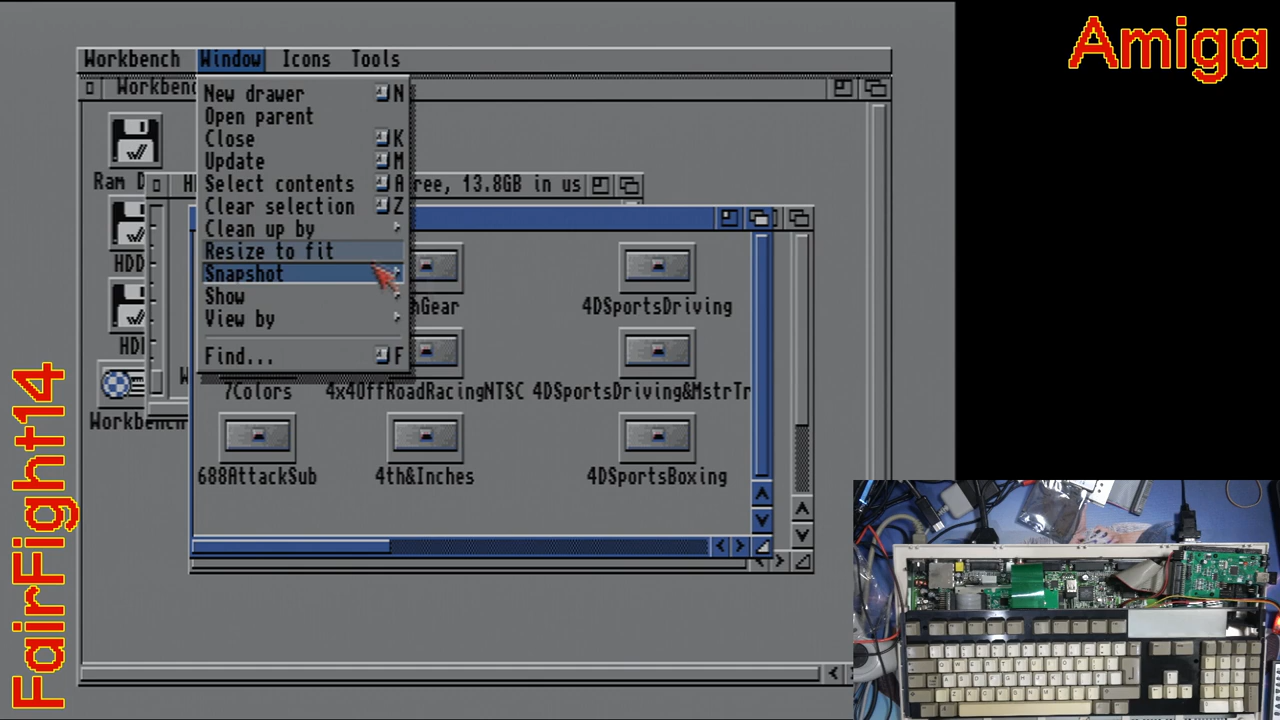 Amiga
FairFight14
Workbench Window Icons Tools
Workbenc
New drawer N
Open parent
Close K
Update M
Select contents A
Clear selection Z
Clean up by
Resize to fit
Snapshot
Show
View by
Find... F
Ram D
HDD
HDI
Workbench
ree, 13.8GB in us
hGear
4DSportsDriving
7Colors
4x4OffRoadRacingNTSC
4DSportsDriving&MstrTr
688AttackSub
4th&Inches
4DSportsBoxing